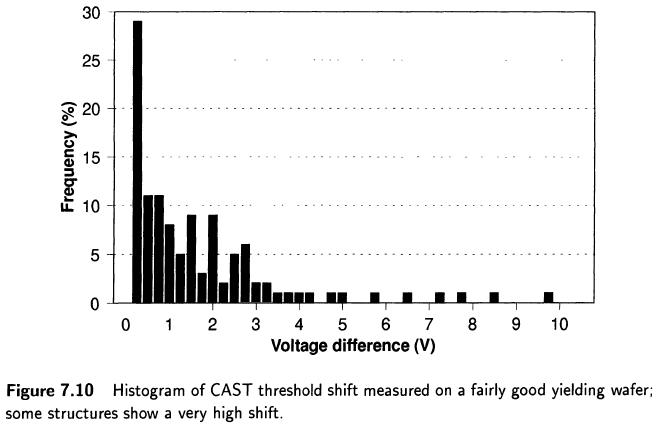 30
25
20
15
10
5
0
Frequency (%)
0 1 2 3 4 5 6 7 8 9 10
Voltage difference (V)
Figure 7.10 Histogram of CAST threshold shift measured on a fairly good yielding wafer;
some structures show a very high shift.